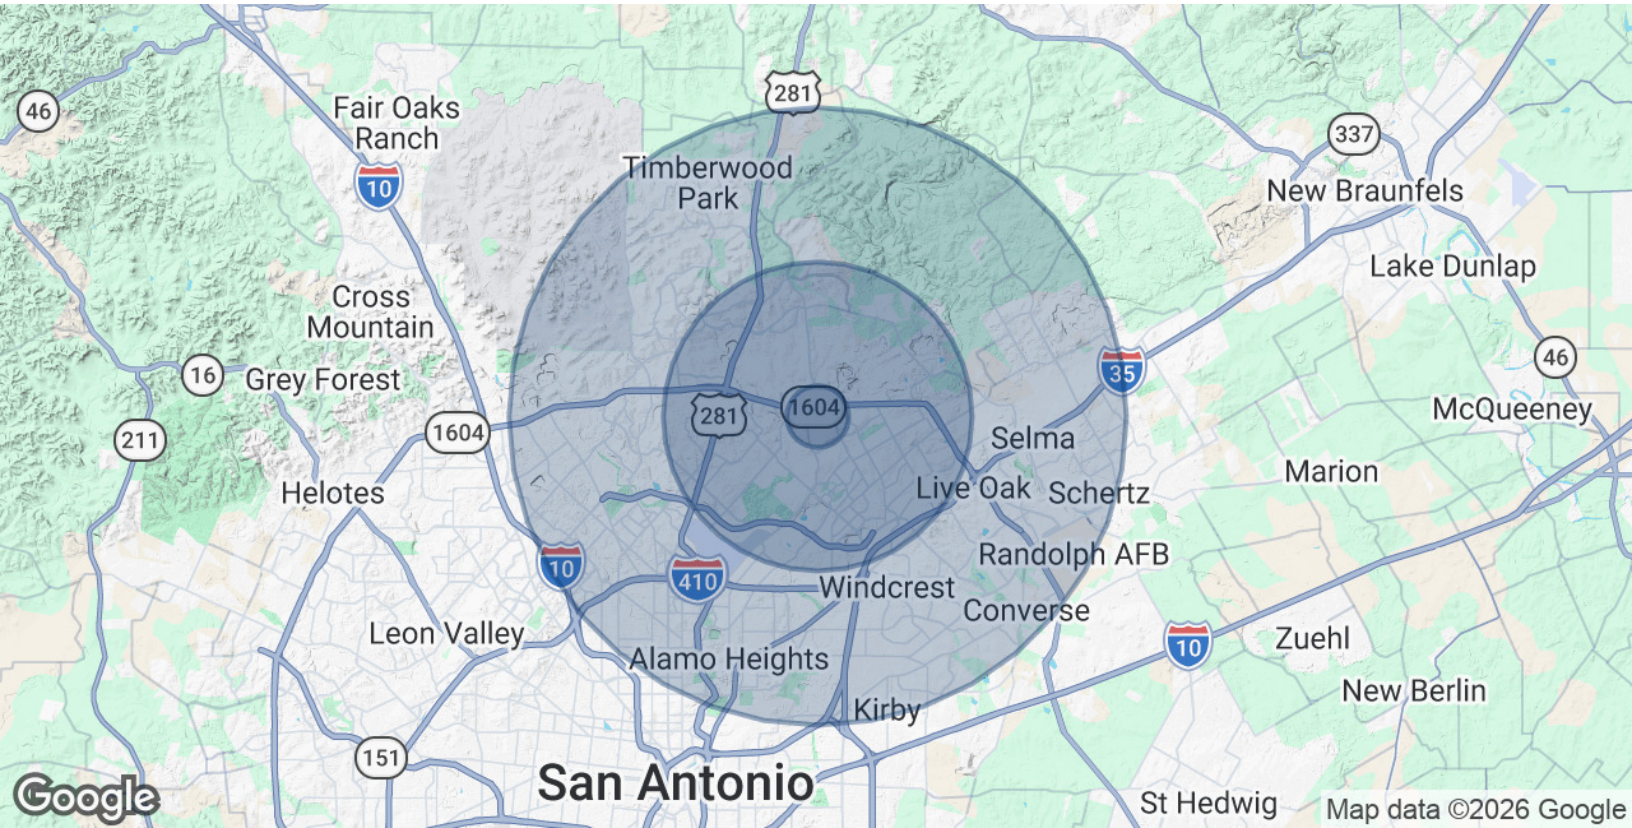 281
46
Fair Oaks
Ranch
337
Timberwood
Park
10
New Braunfels
Lake Dunlap
Cross
Mountain
16
Grey Forest
35
46
281
1604
McQueeney
1604
211
Selma
Marion
Helotes
Live Oak
Schertz
10
410
Randolph AFB
Windcrest
Converse
Leon Valley
10
Zuehl
Alamo Heights
New Berlin
Kirby
151
San Antonio
Google
St Hedwig
Map data ©2026 Google